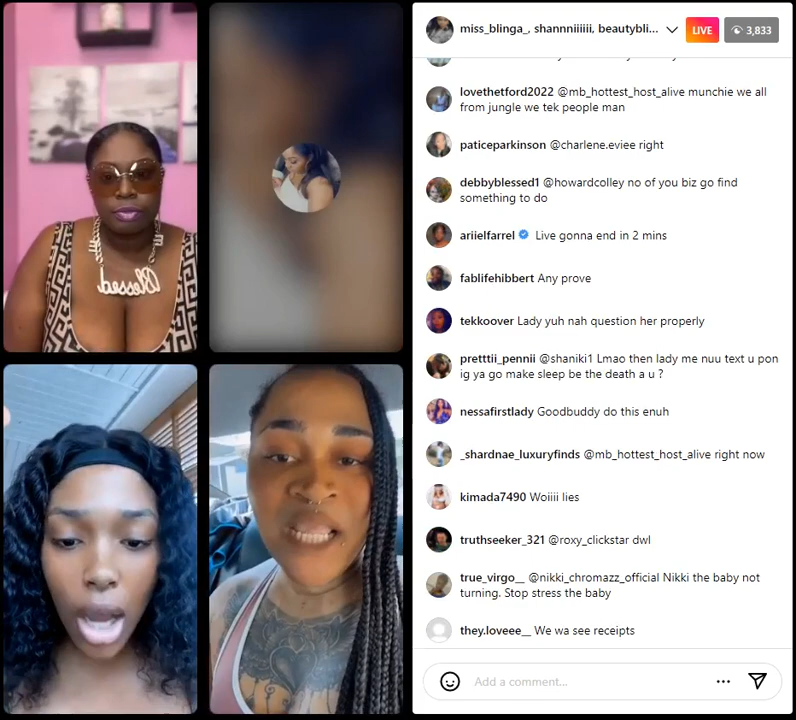 Blessed
miss_blinga_, shannniiiiii, beautybli...
LIVE
3,833
lovethetford2022 @mb_hottest_host_alive munchie we all
from jungle we tek people man
paticeparkinson @charlene.eviee right
debbyblessed1 @howardcolley no of you biz go find
something to do
ariielfarrel Live gonna end in 2 mins
fablifehibbert Any prove
tekkoover Lady yuh nah question her properly
pretttii_pennii @shaniki1 Lmao then lady me nuu text u pon
ig ya go make sleep be the death a u ?
nessafirstlady Goodbuddy do this enuh
_shardnae_luxuryfinds @mb_hottest_host_alive right now
kimada7490 Woiiii lies
truthseeker_321 @roxy_clickstar dwl
true_virgo__ @nikki_chromazz_official Nikki the baby not
turning. Stop stress the baby
they.loveee__ We wa see receipts
Add a comment...